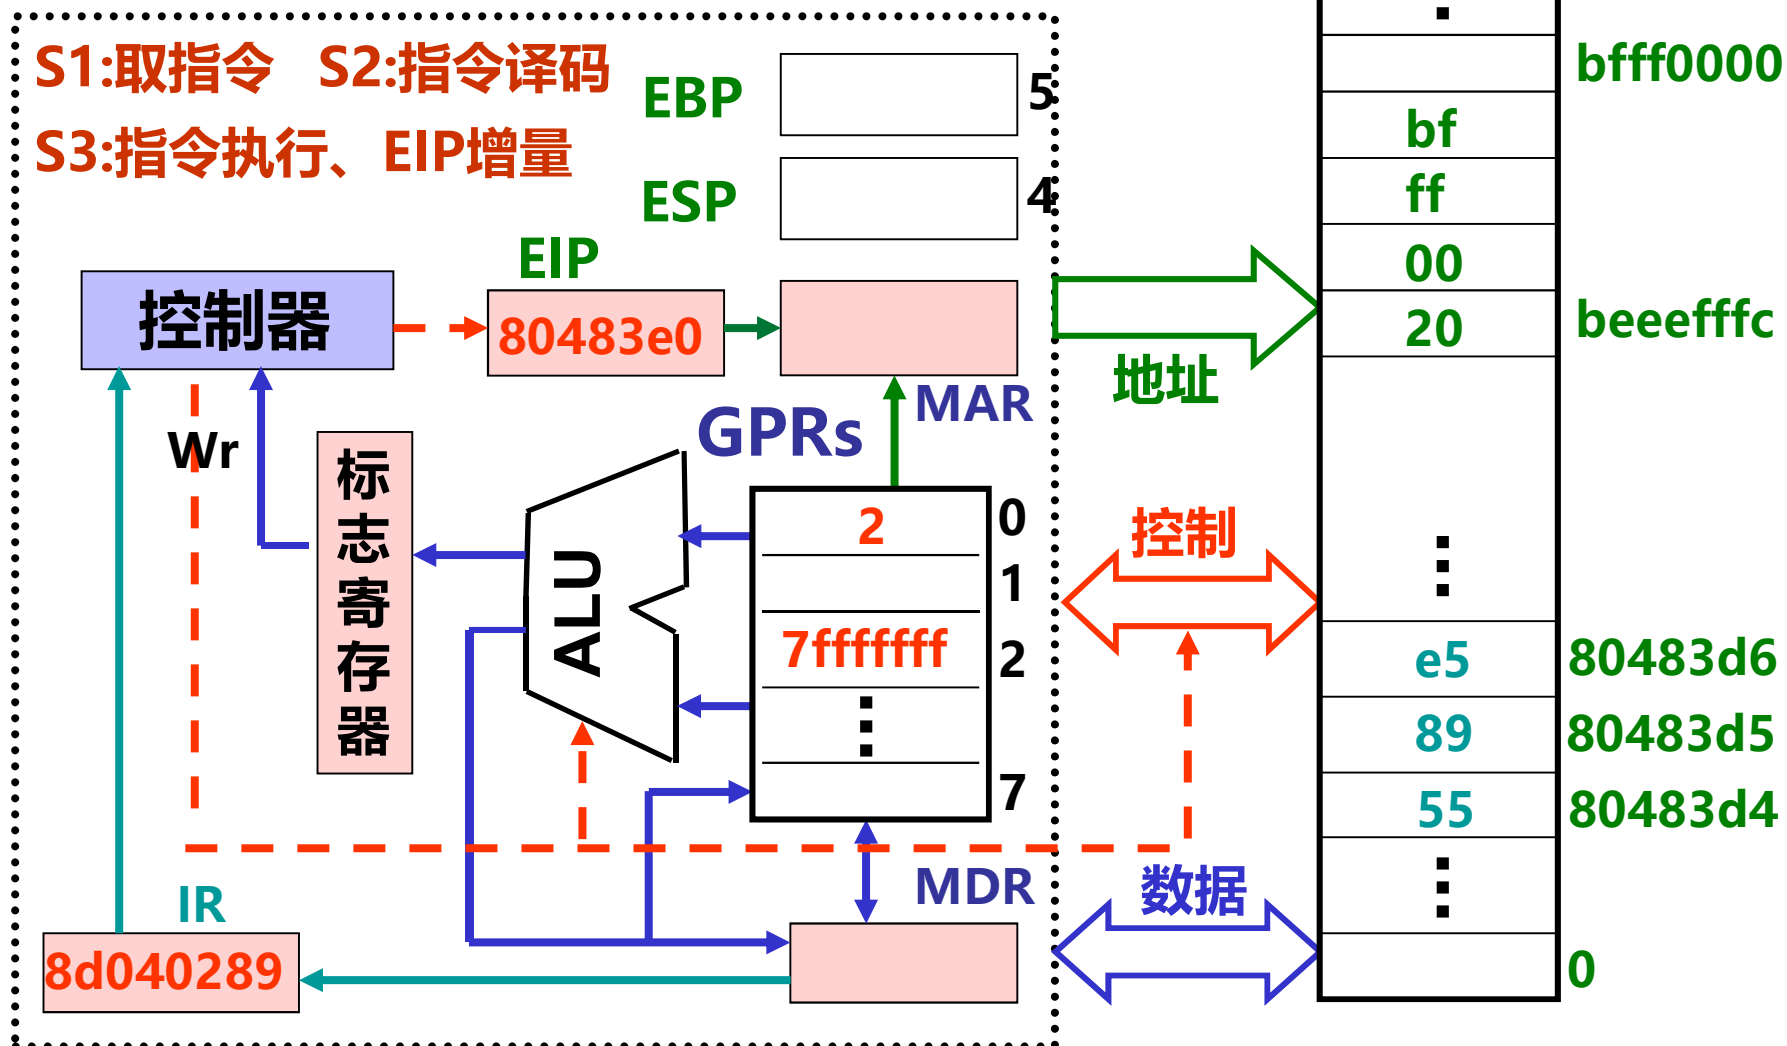 S1:取指令 S2:指令译码
S3:指令执行、EIP增量
EBP
5
ESP
4
EIP
控制器
80483e0
MAR
GPRs
Wr
标志寄存器
ALU
2
0
1
7fffffff
2
7
MDR
IR
8d040289
地址
控制
数据
bfff0000
bf
ff
00
20
beeefffc
e5
80483d6
89
80483d5
55
80483d4
0